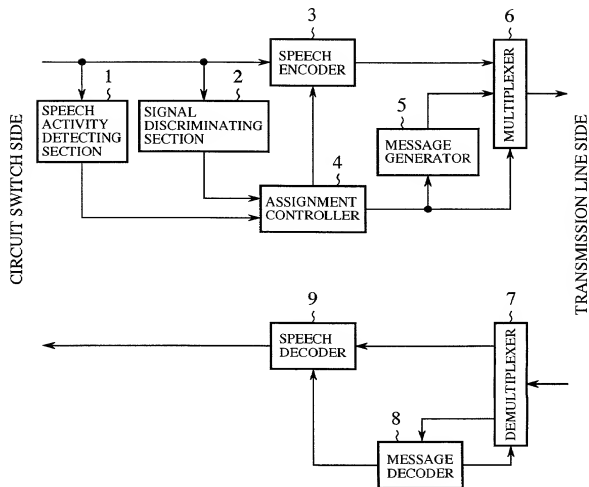 3
SPEECH
ENCODER
6
MULTIPLEXER
1
SPEECH
ACTIVITY
DETECTING
SECTION
2
SIGNAL
DISCRIMINATING
SECTION
5
MESSAGE
GENERATOR
4
ASSIGNMENT
CONTROLLER
CIRCUIT SWITCH SIDE
TRANSMISSION LINE SIDE
9
SPEECH
DECODER
7
DEMULTIPLEXER
8
MESSAGE
DECODER